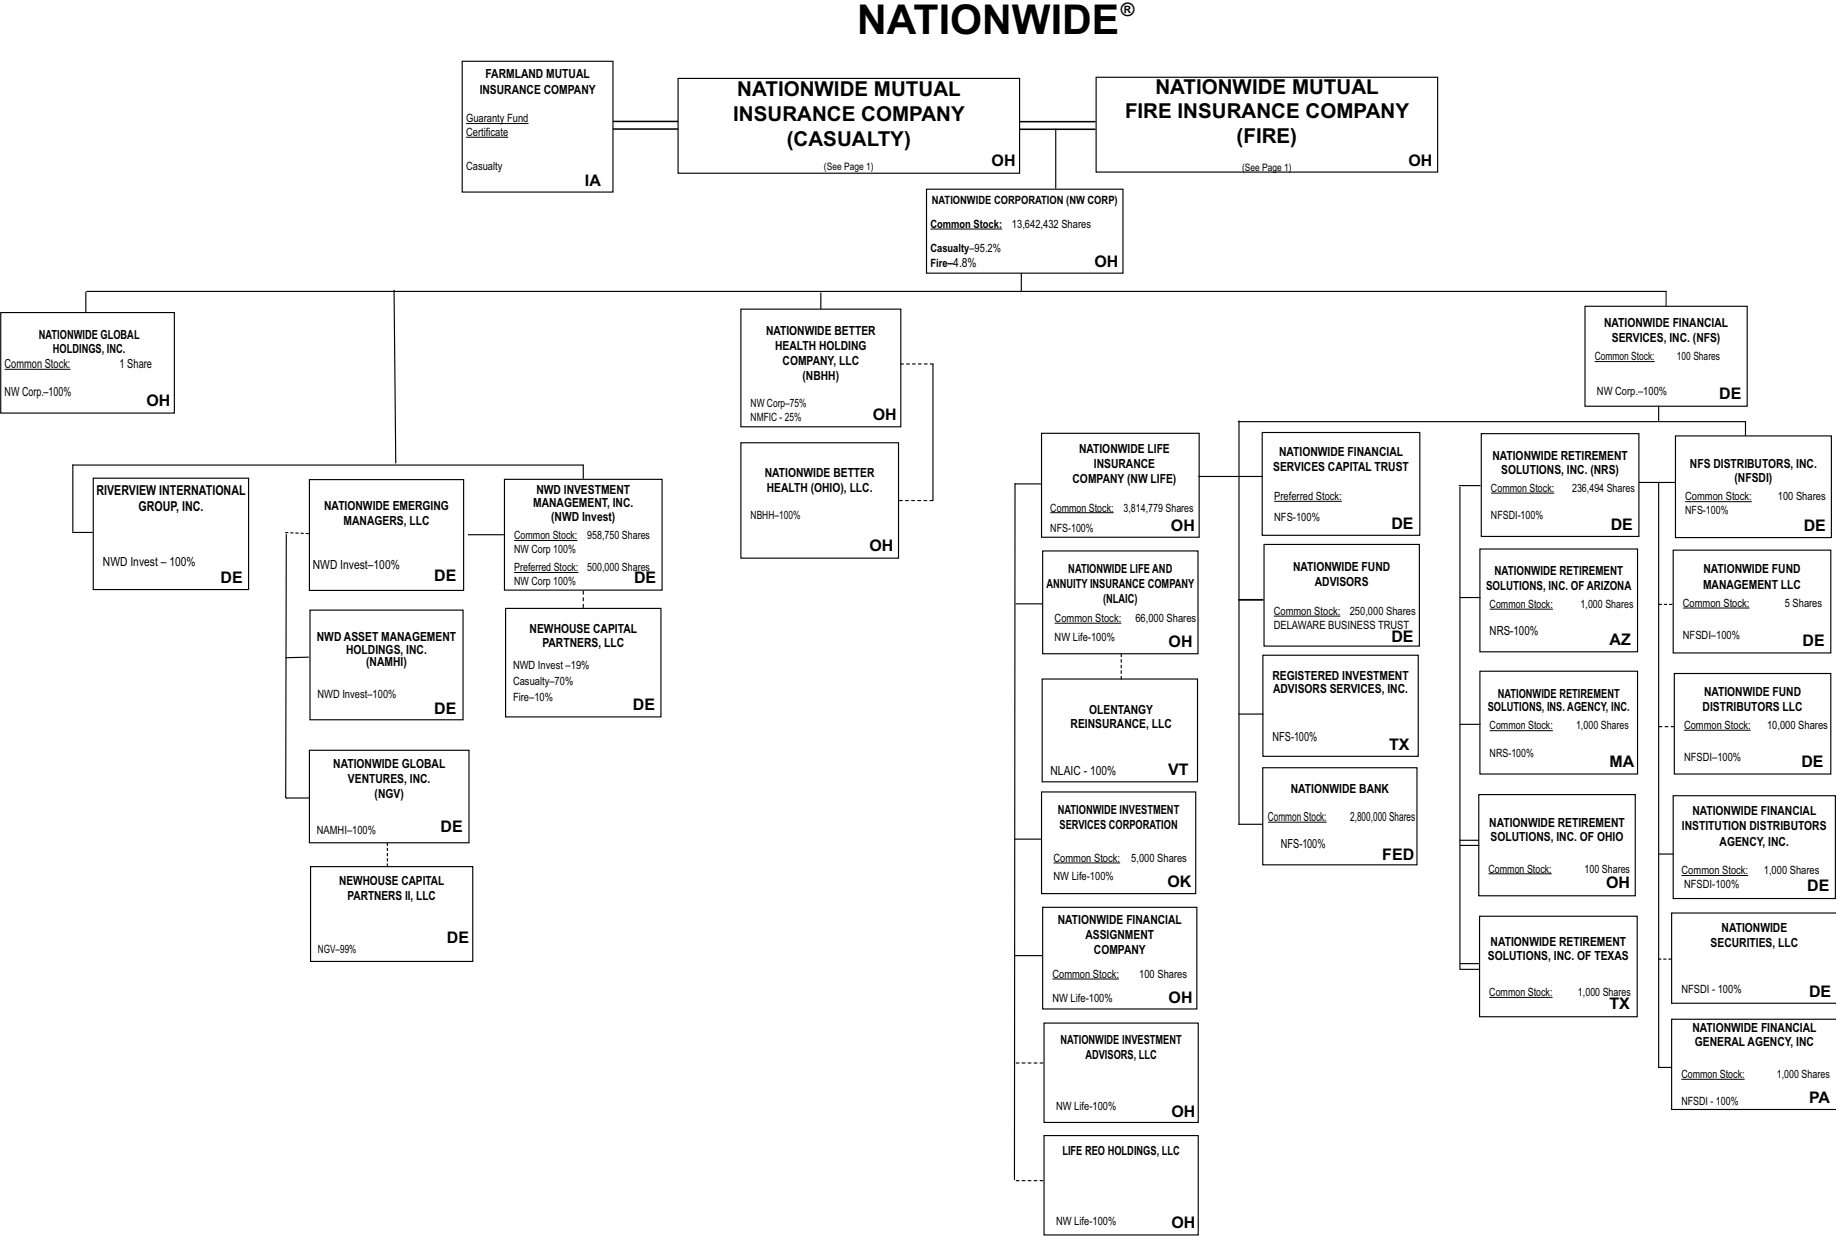 NATIONWIDE®
FARMLAND MUTUAL
INSURANCE COMPANY
Guaranty Fund
Certificate
Casualty
IA
NATIONWIDE MUTUAL
INSURANCE COMPANY
(CASUALTY)
(See Page 1)
OH
NATIONWIDE MUTUAL
FIRE INSURANCE COMPANY
(FIRE)
(See Page 1)
OH
NATIONWIDE CORPORATION (NW CORP)
Common Stock: 13,642,432 Shares
Casualty–95.2%
Fire–4.8%
OH
NATIONWIDE GLOBAL
HOLDINGS, INC.
Common Stock: 1 Share
NW Corp.–100%
OH
NATIONWIDE BETTER
HEALTH HOLDING
COMPANY, LLC
(NBHH)
NW Corp–75%
NMFIC - 25%
OH
NATIONWIDE BETTER
HEALTH (OHIO), LLC.
NBHH–100%
OH
NATIONWIDE FINANCIAL
SERVICES, INC. (NFS)
Common Stock: 100 Shares
NW Corp.–100%
DE
RIVERVIEW INTERNATIONAL
GROUP, INC.
NWD Invest – 100%
DE
NATIONWIDE EMERGING
MANAGERS, LLC
NWD Invest–100%
DE
NWD INVESTMENT
MANAGEMENT, INC.
(NWD Invest)
Common Stock: 958,750 Shares
NW Corp 100%
Preferred Stock: 500,000 Shares
NW Corp 100%
DE
NWD ASSET MANAGEMENT
HOLDINGS, INC.
(NAMHI)
NWD Invest–100%
DE
NEWHOUSE CAPITAL
PARTNERS, LLC
NWD Invest –19%
Casualty–70%
Fire–10%
DE
NATIONWIDE GLOBAL
VENTURES, INC.
(NGV)
NAMHI–100%
DE
NEWHOUSE CAPITAL
PARTNERS II, LLC
NGV–99%
DE
NATIONWIDE LIFE
INSURANCE
COMPANY (NW LIFE)
Common Stock: 3,814,779 Shares
NFS-100%
OH
NATIONWIDE LIFE AND
ANNUITY INSURANCE COMPANY
(NLAIC)
Common Stock: 66,000 Shares
NW Life-100%
OH
OLENTANGY
REINSURANCE, LLC
NLAIC - 100%
VT
NATIONWIDE INVESTMENT
SERVICES CORPORATION
Common Stock: 5,000 Shares
NW Life-100%
OK
NATIONWIDE FINANCIAL
ASSIGNMENT
COMPANY
Common Stock: 100 Shares
NW Life-100%
OH
NATIONWIDE INVESTMENT
ADVISORS, LLC
NW Life-100%
OH
LIFE REO HOLDINGS, LLC
NW Life-100%
OH
NATIONWIDE FINANCIAL
SERVICES CAPITAL TRUST
Preferred Stock:
NFS-100%
DE
NATIONWIDE FUND
ADVISORS
Common Stock: 250,000 Shares
DELAWARE BUSINESS TRUST
DE
REGISTERED INVESTMENT
ADVISORS SERVICES, INC.
NFS-100%
TX
NATIONWIDE BANK
Common Stock: 2,800,000 Shares
NFS-100%
FED
NATIONWIDE RETIREMENT
SOLUTIONS, INC. (NRS)
Common Stock: 236,494 Shares
NFSDI-100%
DE
NATIONWIDE RETIREMENT
SOLUTIONS, INC. OF ARIZONA
Common Stock: 1,000 Shares
NRS-100%
AZ
NATIONWIDE RETIREMENT
SOLUTIONS, INS. AGENCY, INC.
Common Stock: 1,000 Shares
NRS-100%
MA
NATIONWIDE RETIREMENT
SOLUTIONS, INC. OF OHIO
Common Stock: 100 Shares
OH
NATIONWIDE RETIREMENT
SOLUTIONS, INC. OF TEXAS
Common Stock: 1,000 Shares
TX
NFS DISTRIBUTORS, INC.
(NFSDI)
Common Stock: 100 Shares
NFS-100%
DE
NATIONWIDE FUND
MANAGEMENT LLC
Common Stock: 5 Shares
NFSDI–100%
DE
NATIONWIDE FUND
DISTRIBUTORS LLC
Common Stock: 10,000 Shares
NFSDI–100%
DE
NATIONWIDE FINANCIAL
INSTITUTION DISTRIBUTORS
AGENCY, INC.
Common Stock: 1,000 Shares
NFSDI-100%
DE
NATIONWIDE
SECURITIES, LLC
NFSDI - 100%
DE
NATIONWIDE FINANCIAL
GENERAL AGENCY, INC
Common Stock: 1,000 Shares
NFSDI - 100%
PA